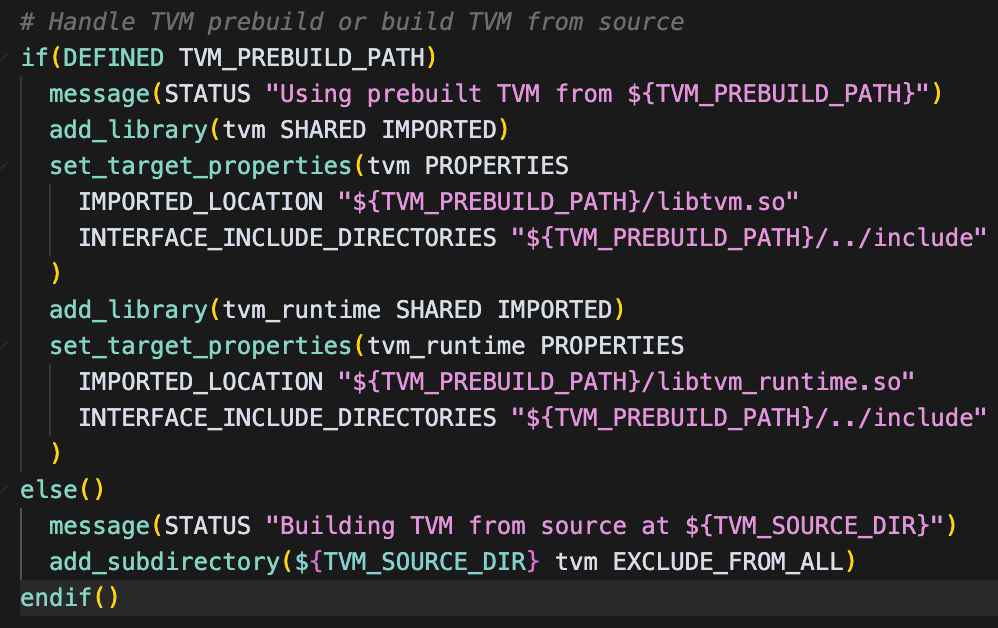 # Handle TVM prebuild or build TVM from source
if(DEFINED TVM_PREBUILD_PATH)
  message(STATUS "Using prebuilt TVM from ${TVM_PREBUILD_PATH}")
  add_library(tvm SHARED IMPORTED)
  set_target_properties(tvm PROPERTIES
    IMPORTED_LOCATION "${TVM_PREBUILD_PATH}/libtvm.so"
    INTERFACE_INCLUDE_DIRECTORIES "${TVM_PREBUILD_PATH}/../include"
  )
  add_library(tvm_runtime SHARED IMPORTED)
  set_target_properties(tvm_runtime PROPERTIES
    IMPORTED_LOCATION "${TVM_PREBUILD_PATH}/libtvm_runtime.so"
    INTERFACE_INCLUDE_DIRECTORIES "${TVM_PREBUILD_PATH}/../include"
  )
else()
  message(STATUS "Building TVM from source at ${TVM_SOURCE_DIR}")
  add_subdirectory(${TVM_SOURCE_DIR} tvm EXCLUDE_FROM_ALL)
endif()